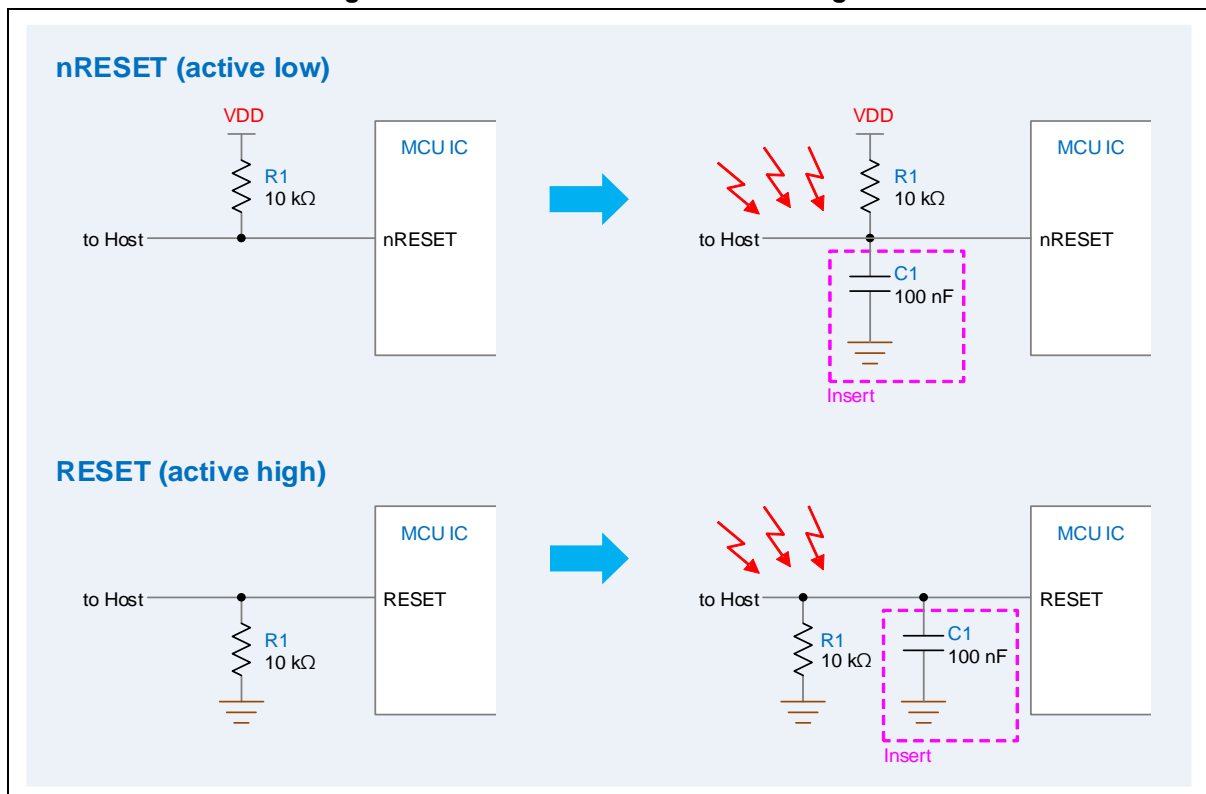 nRESET (active low)
VDD
MCU IC
R1
10 kΩ
to Host
nRESET
VDD
MCU IC
R1
10 kΩ
to Host
nRESET
C1
100 nF
Insert
RESET (active high)
MCU IC
to Host
RESET
R1
10 kΩ
MCU IC
to Host
RESET
R1
10 kΩ
C1
100 nF
Insert